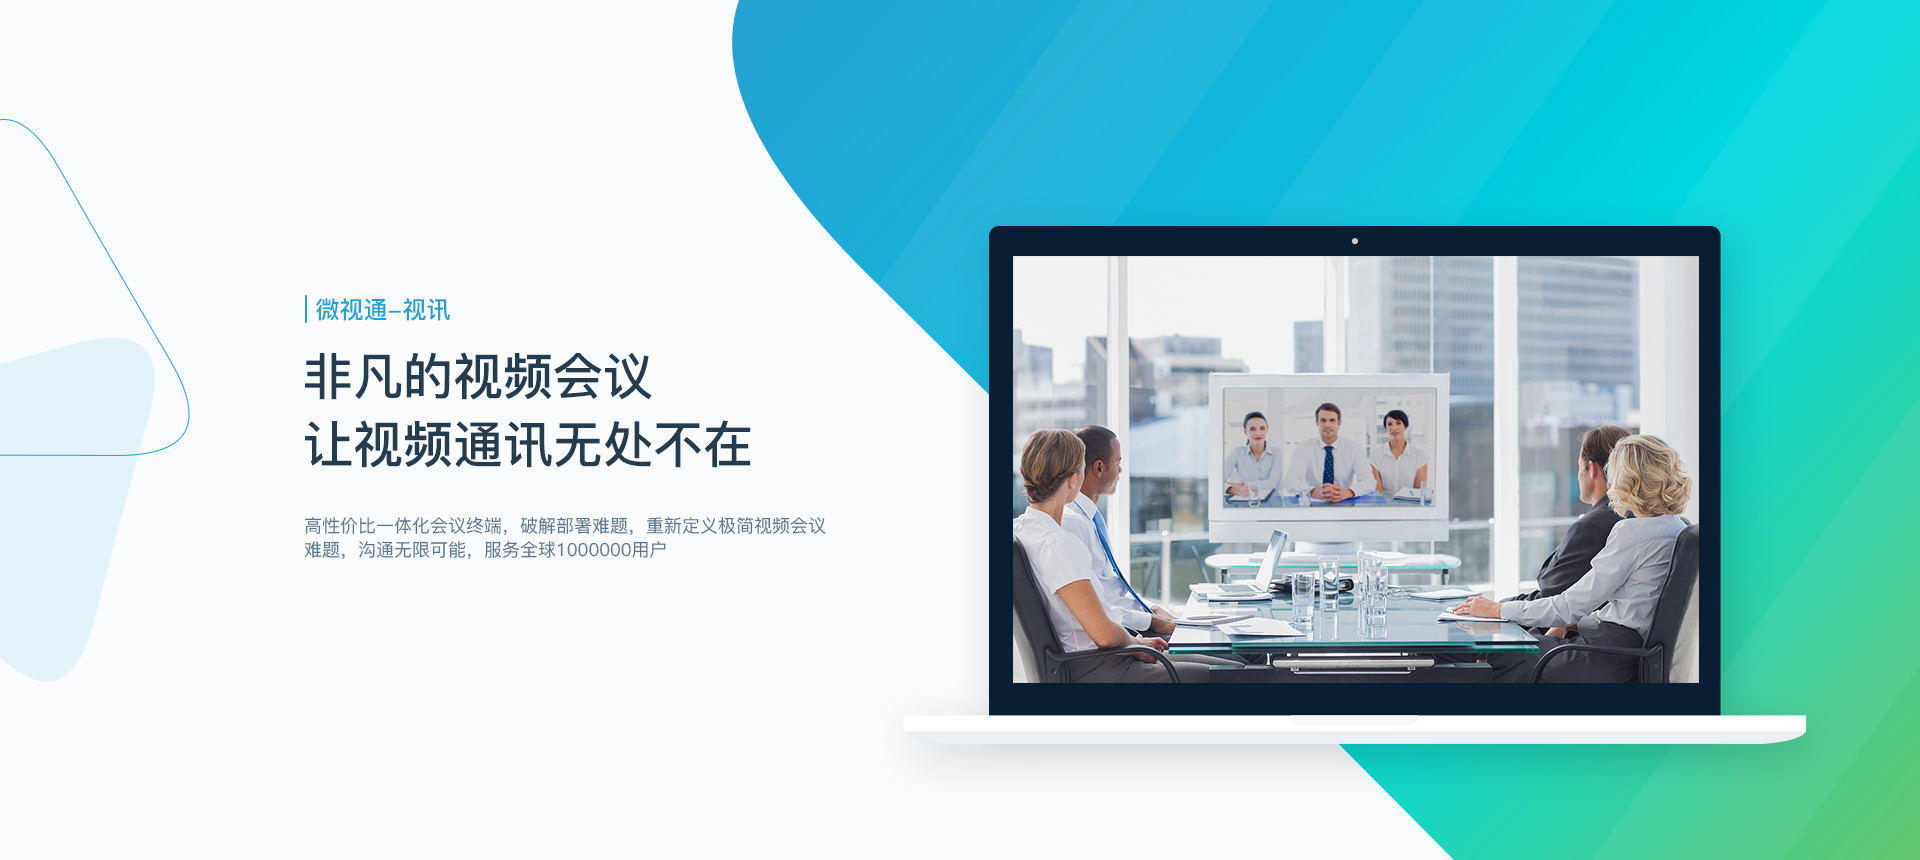 微视通-视讯
非凡的视频会议
让视频通讯无处不在
高性价比一体化会议终端，破解部署难题，重新定义极简视频会议
难题，沟通无限可能，服务全球1000000用户